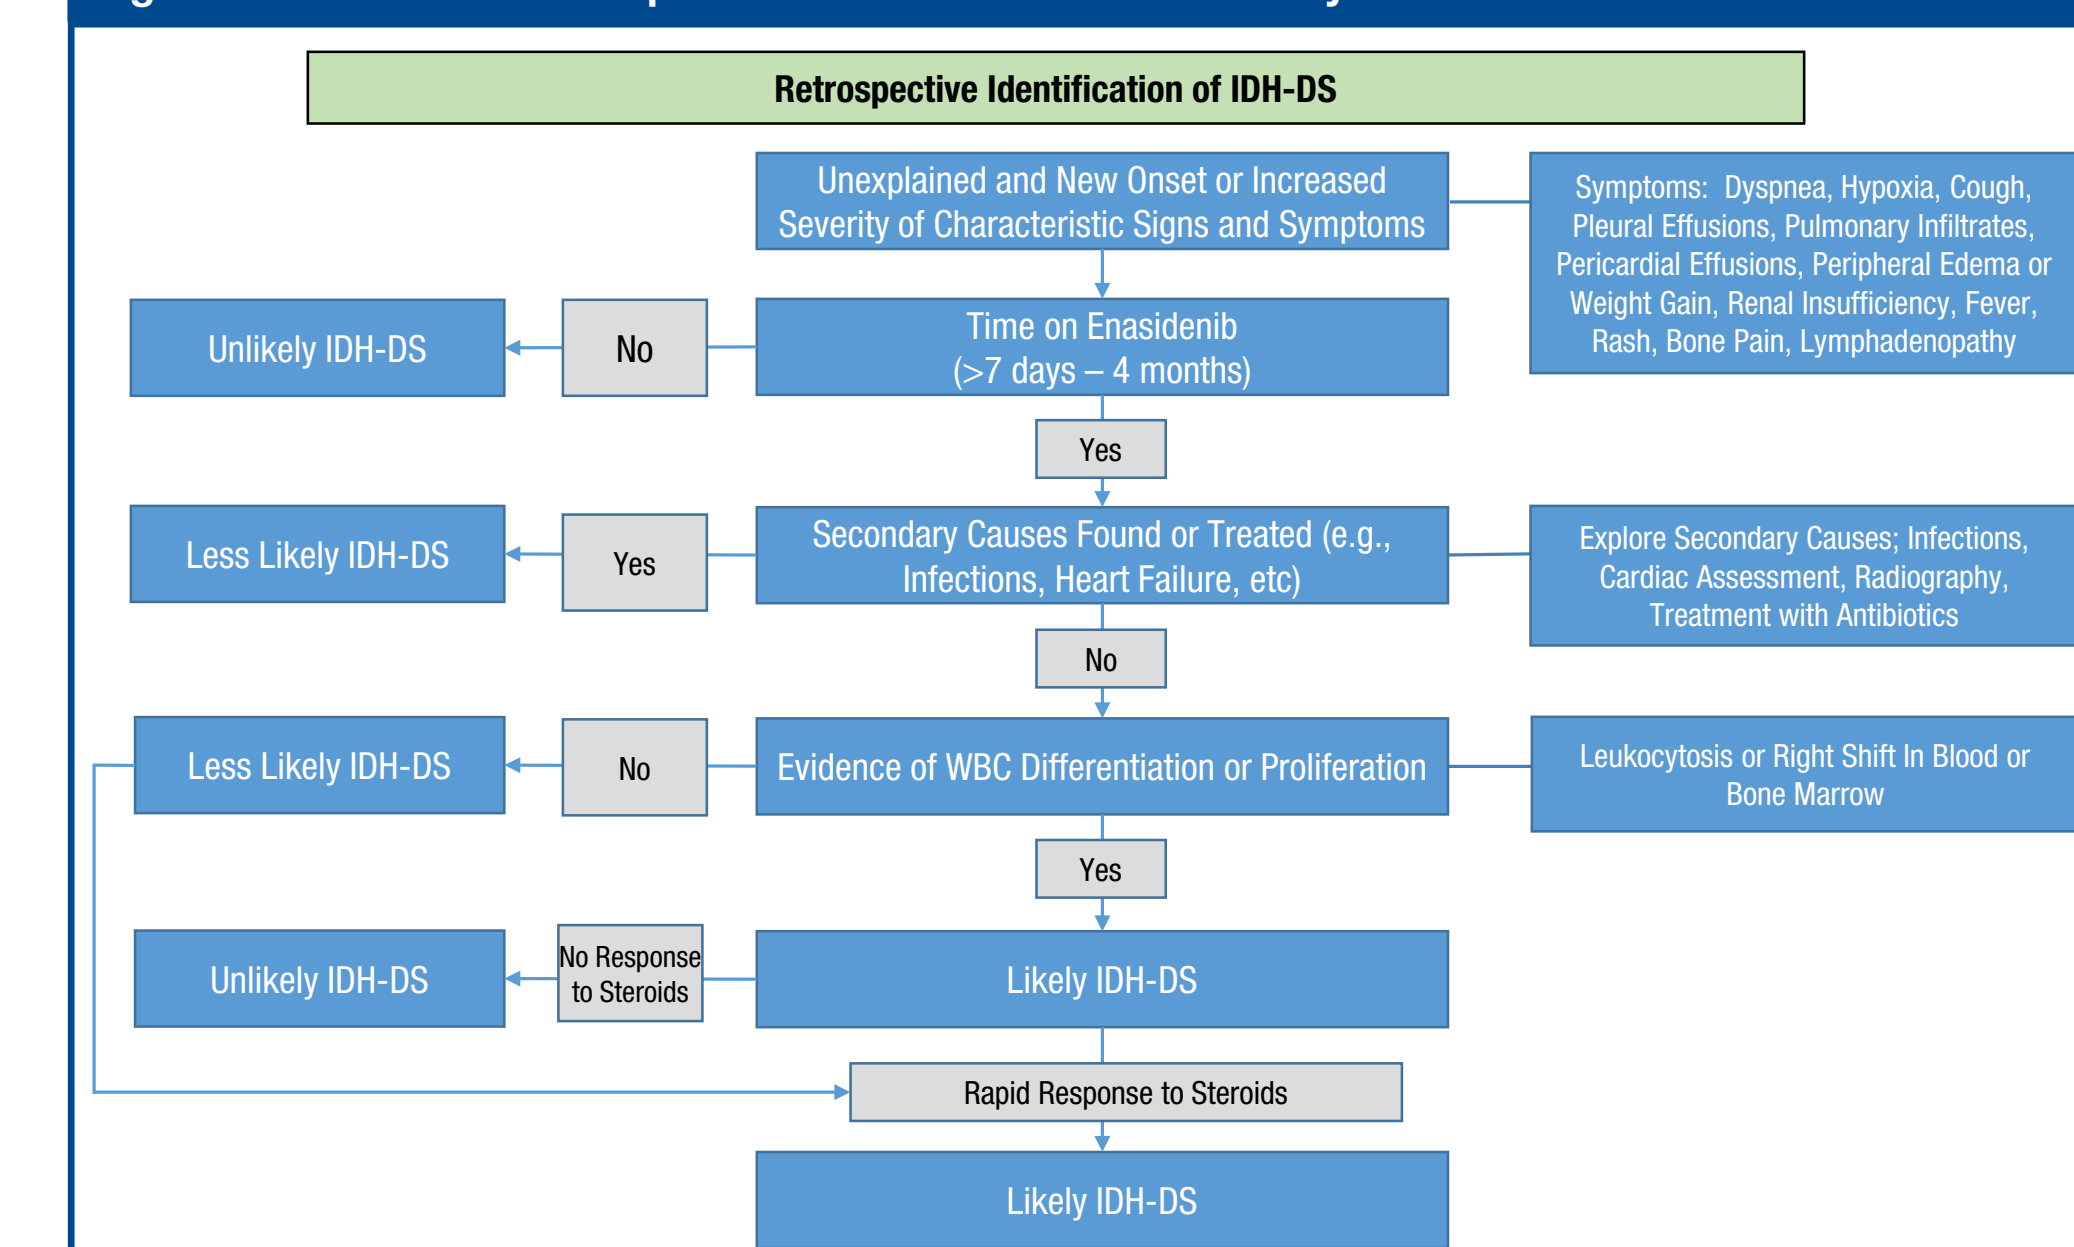 Retrospective Identification of IDH-DS
Unexplained and New Onset or Increased
Severity of Characteristic Signs and Symptoms
Symptoms: Dyspnea, Hypoxia, Cough,
Pleural Effusions, Pulmonary Infiltrates,
Pericardial Effusions, Peripheral Edema or
Weight Gain, Renal Insufficiency, Fever,
Rash, Bone Pain, Lymphadenopathy
Unlikely IDH-DS
No
Time on Enasidenib
(>7 days – 4 months)
Yes
Less Likely IDH-DS
Yes
Secondary Causes Found or Treated (e.g.,
Infections, Heart Failure, etc)
Explore Secondary Causes; Infections,
Cardiac Assessment, Radiography,
Treatment with Antibiotics
No
Less Likely IDH-DS
No
Evidence of WBC Differentiation or Proliferation
Leukocytosis or Right Shift In Blood or
Bone Marrow
Yes
Unlikely IDH-DS
No Response
to Steroids
Likely IDH-DS
Rapid Response to Steroids
Likely IDH-DS